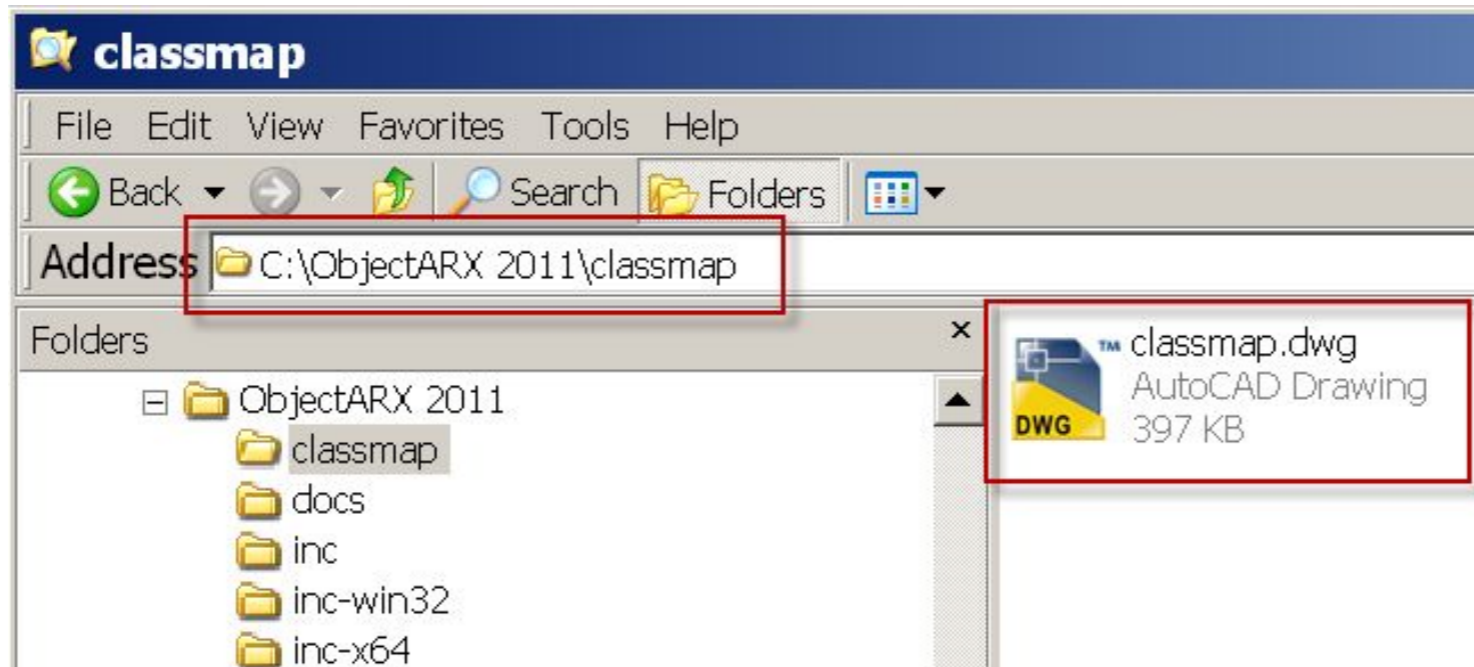 classmap
File Edit View Favorites Tools Help
Back Search Folders
Address C:\ObjectARX 2011\classmap
Folders
ObjectARX 2011
classmap
docs
inc
inc-win32
inc-x64
DWG
™
classmap.dwg
AutoCAD Drawing
397 KB